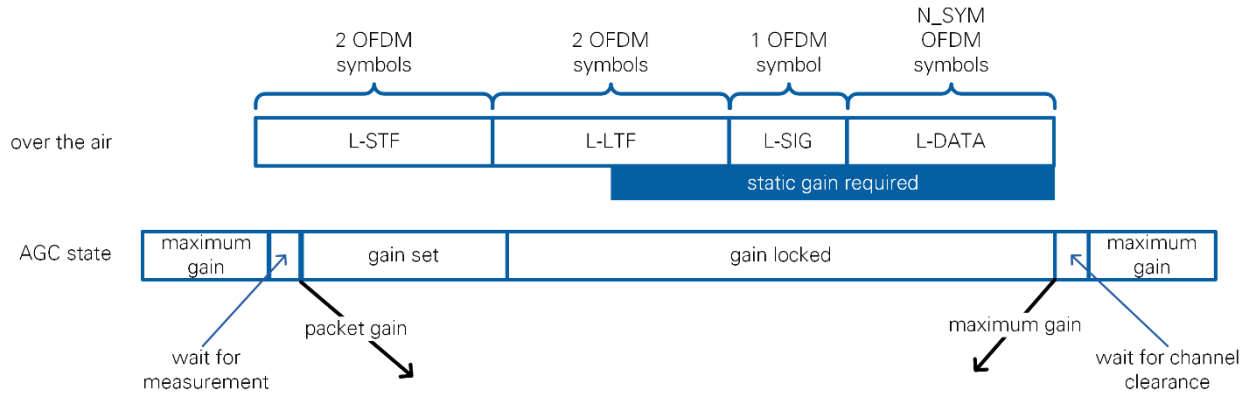 2 OFDM
symbols
2 OFDM
symbols
1 OFDM
symbol
N_SYM
OFDM
symbols
over the air
L-STF
L-LTF
L-SIG
L-DATA
static gain required
AGC state
maximum
gain
gain set
gain locked
maximum
gain
packet gain
maximum gain
wait for
measurement
wait for channel
clearance